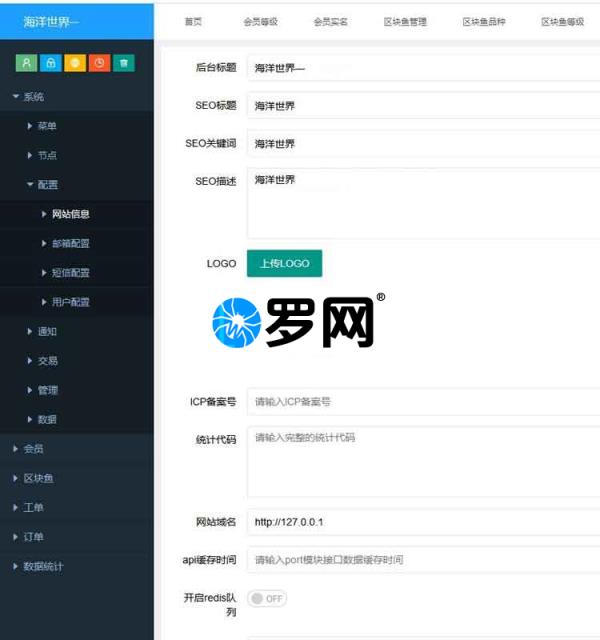 海洋世界—
首页 会员等级 会员实名 区块鱼管理 区块鱼品种 区块鱼等级
系统
菜单
节点
配置
网站信息
邮箱配置
短信配置
用户配置
通知
交易
管理
数据
会员
区块鱼
工单
订单
数据统计
后台标题 海洋世界—
SEO标题 海洋世界
SEO关键词 海洋世界
SEO描述 海洋世界
LOGO 上传LOGO
罗网®
ICP备案号 请输入ICP备案号
统计代码 请输入完整的统计代码
网站域名 http://127.0.0.1
api缓存时间 请输入port模块接口数据缓存时间
开启redis队
列
OFF